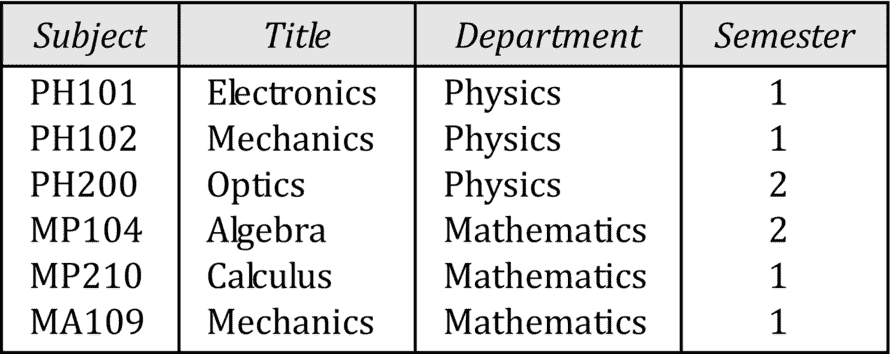 Subject Title Department Semester
PH101 Electronics Physics 1
PH102 Mechanics Physics 1
PH200 Optics Physics 2
MP104 Algebra Mathematics 2
MP210 Calculus Mathematics 1
MA109 Mechanics Mathematics 1